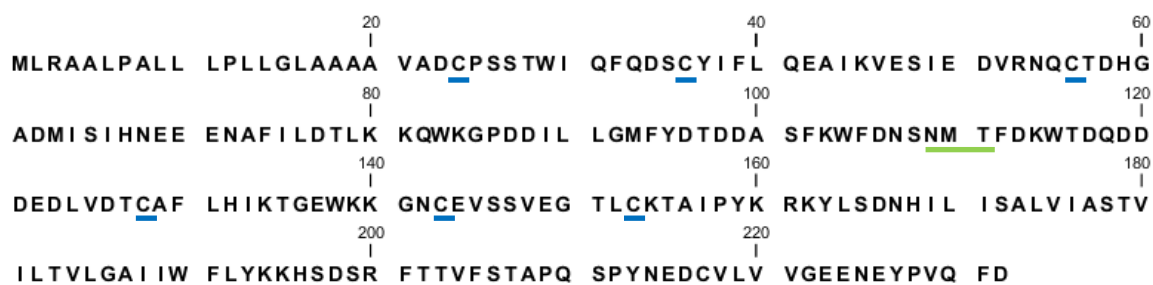 20 40 60
MLRAALPALL LPLLGLAAAA VADCPSSTWI QFQDSCYIFL QEAIKVESIE DVRNQCTDHG
80 100 120
ADMISIHNEE ENAFILDTLK KQWKGPDDIL LGMFYDTDDA SFKWFDNSNM TFDKWTDQDD
140 160 180
DEDLVDTCAF LHIKTGEWKK GNCEVSSVEG TLCKTAIPYK RKYLSDNHIL ISALVIASTV
200 220
ILTVLGAIIW FLYKKHSDSR FTTVFSTAPQ SPYNEDCVLV VGEENEYPVQ FD